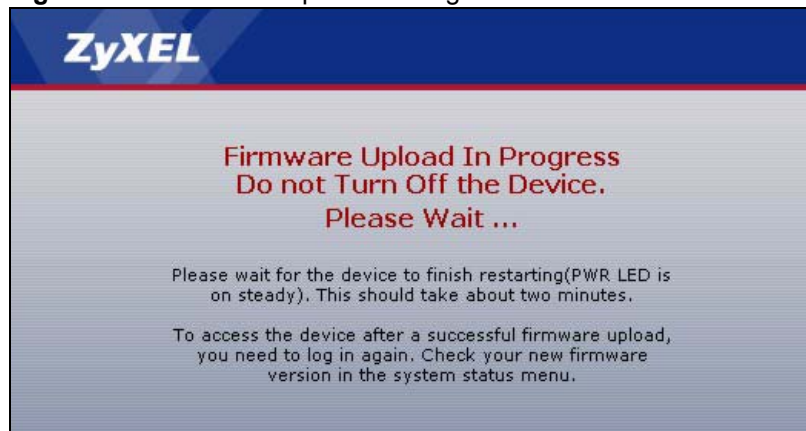 ZyXEL
Firmware Upload In Progress
Do not Turn Off the Device.
Please Wait ...
Please wait for the device to finish restarting(PWR LED is
on steady). This should take about two minutes.
To access the device after a successful firmware upload,
you need to log in again. Check your new firmware
version in the system status menu.